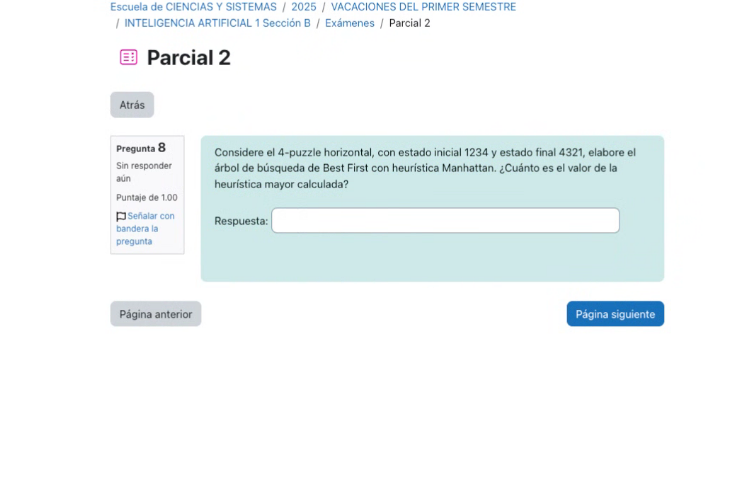 Escuela de CIENCIAS Y SISTEMAS / 2025 / VACACIONES DEL PRIMER SEMESTRE
/ INTELIGENCIA ARTIFICIAL 1 Sección B / Exámenes / Parcial 2
Parcial 2
Atrás
Pregunta 8
Sin responder
aún
Puntaje de 1.00
Señalar con
bandera la
pregunta
Considere el 4-puzzle horizontal, con estado inicial 1234 y estado final 4321, elabore el
árbol de búsqueda de Best First con heurística Manhattan. ¿Cuánto es el valor de la
heurística mayor calculada?
Respuesta:
Página anterior
Página siguiente